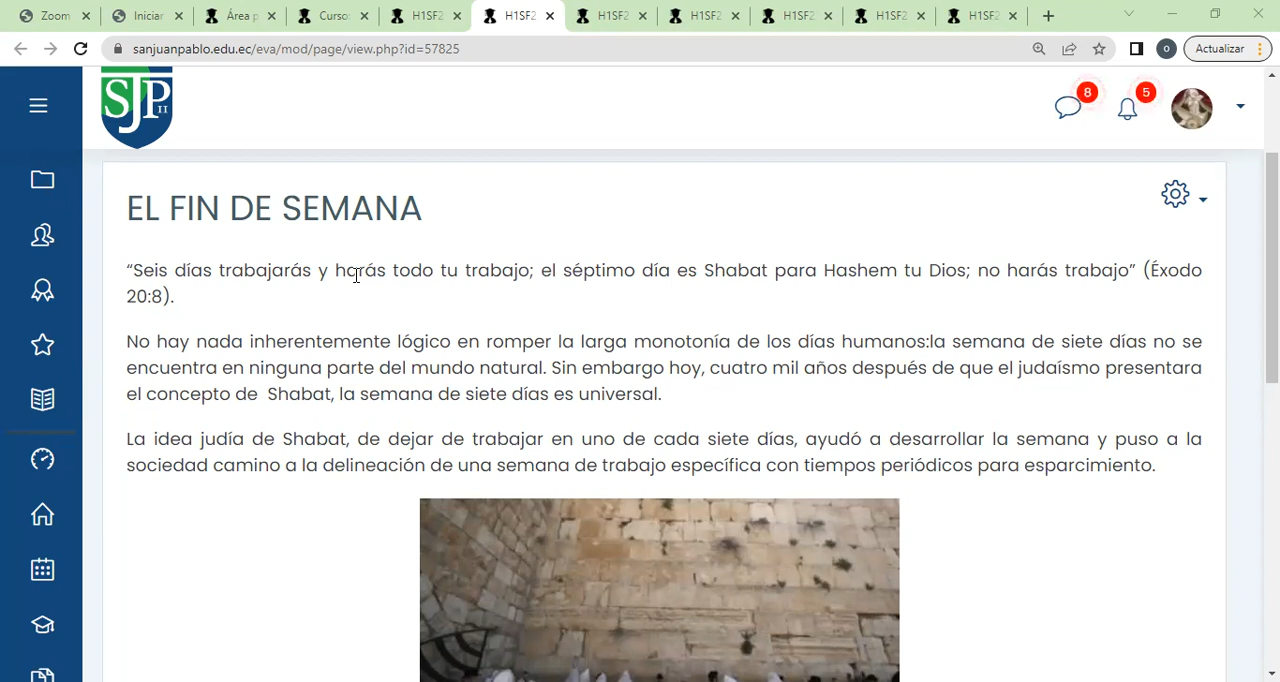 Zoom
Iniciar
Área p
Curso:
H1SF2
H1SF2
H1SF2
H1SF2
H1SF2
H1SF2
H1SF2
sanjuanpablo.edu.ec/eva/mod/page/view.php?id=57825
o
Actualizar
SJP II
8
5
EL FIN DE SEMANA
“Seis días trabajarás y harás todo tu trabajo; el séptimo día es Shabat para Hashem tu Dios; no harás trabajo” (Éxodo
20:8).
No hay nada inherentemente lógico en romper la larga monotonía de los días humanos:la semana de siete días no se
encuentra en ninguna parte del mundo natural. Sin embargo hoy, cuatro mil años después de que el judaísmo presentara
el concepto de Shabat, la semana de siete días es universal.
La idea judía de Shabat, de dejar de trabajar en uno de cada siete días, ayudó a desarrollar la semana y puso a la
sociedad camino a la delineación de una semana de trabajo específica con tiempos periódicos para esparcimiento.